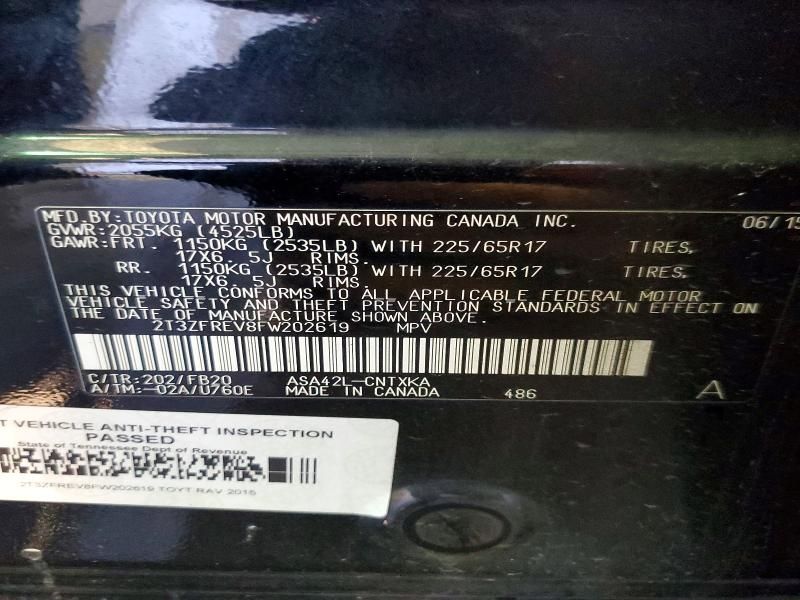 MFD.BY:TOYOTA MOTOR MANUFACTURING CANADA INC. 06/15
GVWR:2055KG (4525LB)
GAWR:FRT. 1150KG (2535LB) WITH 225/65R17 TIRES,
17X6. 5J RIMS.
RR. 1150KG (2535LB) WITH 225/65R17 TIRES,
17X6. 5J RIMS.
THIS VEHICLE CONFORMS TO ALL APPLICABLE FEDERAL MOTOR
VEHICLE SAFETY AND THEFT PREVENTION STANDARDS IN EFFECT ON
THE DATE OF MANUFACTURE SHOWN ABOVE.
2T3ZFREV8FW202619 MPV
C/TR:202/FB20 ASA42L-CNTXKA
A/TM:-02A/U760E MADE IN CANADA 486 A
T VEHICLE ANTI-THEFT INSPECTION
PASSED
State of Tennessee Dept of Revenue
2T3ZFREV8FW202619 TOYT RAV 2015